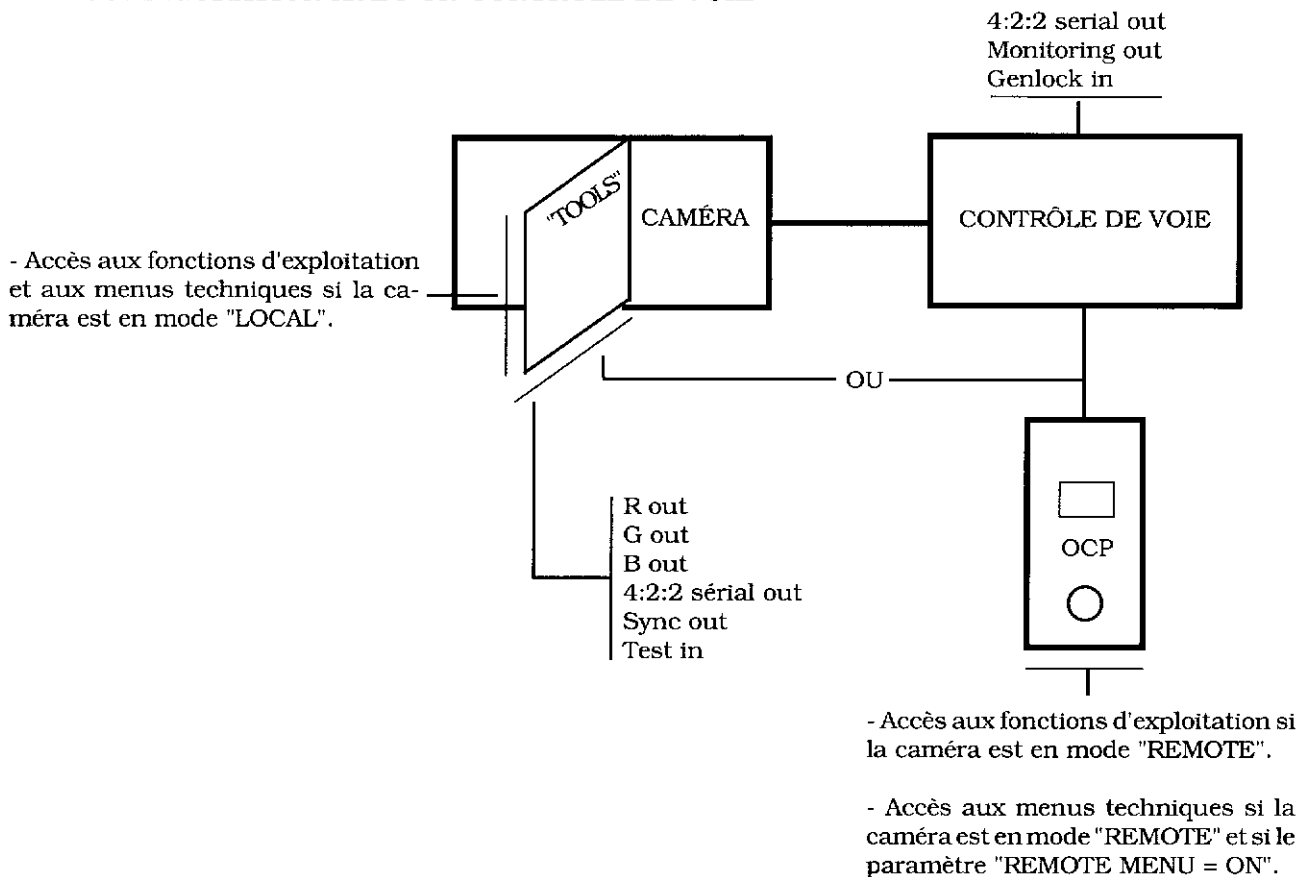 4:2:2 serial out
Monitoring out
Genlock in
"TOOLS"
CAMÉRA
CONTRÔLE DE VOIE
- Accès aux fonctions d'exploitation
et aux menus techniques si la ca-
méra est en mode "LOCAL".
OU
R out
G out
B out
4:2:2 sérial out
Sync out
Test in
OCP
- Accès aux fonctions d'exploitation si
la caméra est en mode "REMOTE".
- Accès aux menus techniques si la
caméra est en mode "REMOTE" et si le
paramètre "REMOTE MENU = ON".